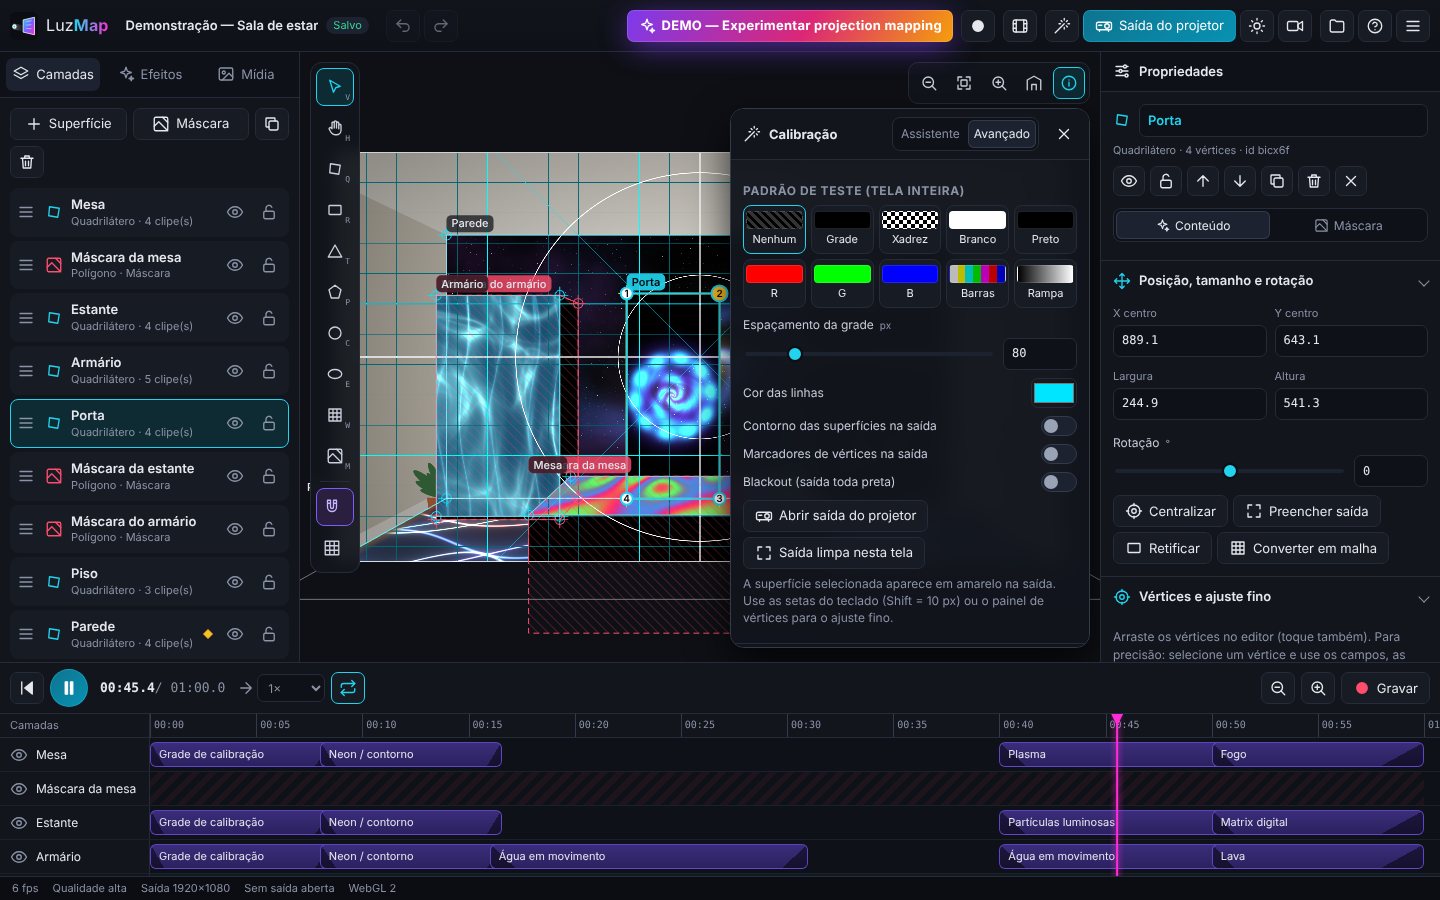 LuzMap
Demonstração — Sala de estar
Salvo
DEMO — Experimentar projection mapping
Saída do projetor
Camadas
Efeitos
Mídia
Superfície
Máscara
Mesa
Quadrilátero · 4 clipe(s)
Máscara da mesa
Polígono · Máscara
Estante
Quadrilátero · 4 clipe(s)
Armário
Quadrilátero · 5 clipe(s)
Porta
Quadrilátero · 4 clipe(s)
Máscara da estante
Polígono · Máscara
Máscara do armário
Polígono · Máscara
Piso
Quadrilátero · 3 clipe(s)
Parede
Quadrilátero · 4 clipe(s)
V
H
Q
R
T
P
C
E
W
M
Parede
Armário
do armário
Porta
1
2
Mesa
ra da mesa
4
3
Calibração
Assistente
Avançado
PADRÃO DE TESTE (TELA INTEIRA)
Nenhum
Grade
Xadrez
Branco
Preto
R
G
B
Barras
Rampa
Espaçamento da grade px
80
Cor das linhas
Contorno das superfícies na saída
Marcadores de vértices na saída
Blackout (saída toda preta)
Abrir saída do projetor
Saída limpa nesta tela
A superfície selecionada aparece em amarelo na saída.
Use as setas do teclado (Shift = 10 px) ou o painel de
vértices para o ajuste fino.
Propriedades
Porta
Quadrilátero · 4 vértices · id bicx6f
Conteúdo
Máscara
Posição, tamanho e rotação
X centro
Y centro
889.1
643.1
Largura
Altura
244.9
541.3
Rotação °
0
Centralizar
Preencher saída
Retificar
Converter em malha
Vértices e ajuste fino
Arraste os vértices no editor (toque também). Para
precisão: selecione um vértice e use os campos, as
00:45.4/ 01:00.0
1×
Gravar
Camadas
00:00
00:05
00:10
00:15
00:20
00:25
00:30
00:35
00:40
00:45
00:50
00:55
01
Mesa
Grade de calibração
Neon / contorno
Plasma
Fogo
Máscara da mesa
Estante
Grade de calibração
Neon / contorno
Partículas luminosas
Matrix digital
Armário
Grade de calibração
Neon / contorno
Água em movimento
Água em movimento
Lava
6 fps
Qualidade alta
Saída 1920×1080
Sem saída aberta
WebGL 2